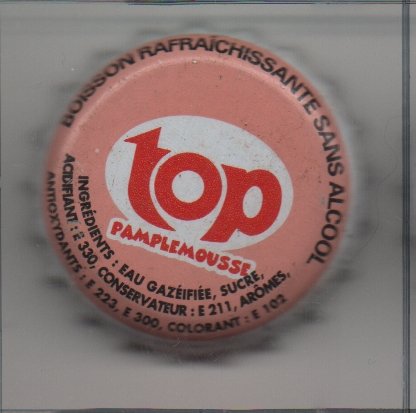 BOISSON RAFRAÎCHISSANTE SANS ALCOOL
top
PAMPLEMOUSSE
INGRÉDIENTS : EAU GAZÉIFIÉE, SUCRE,
ACIDIFIANT : E 330, CONSERVATEUR : E 211, ARÔMES,
ANTIOXYDANTS : E 223, E 300, COLORANT : E 102